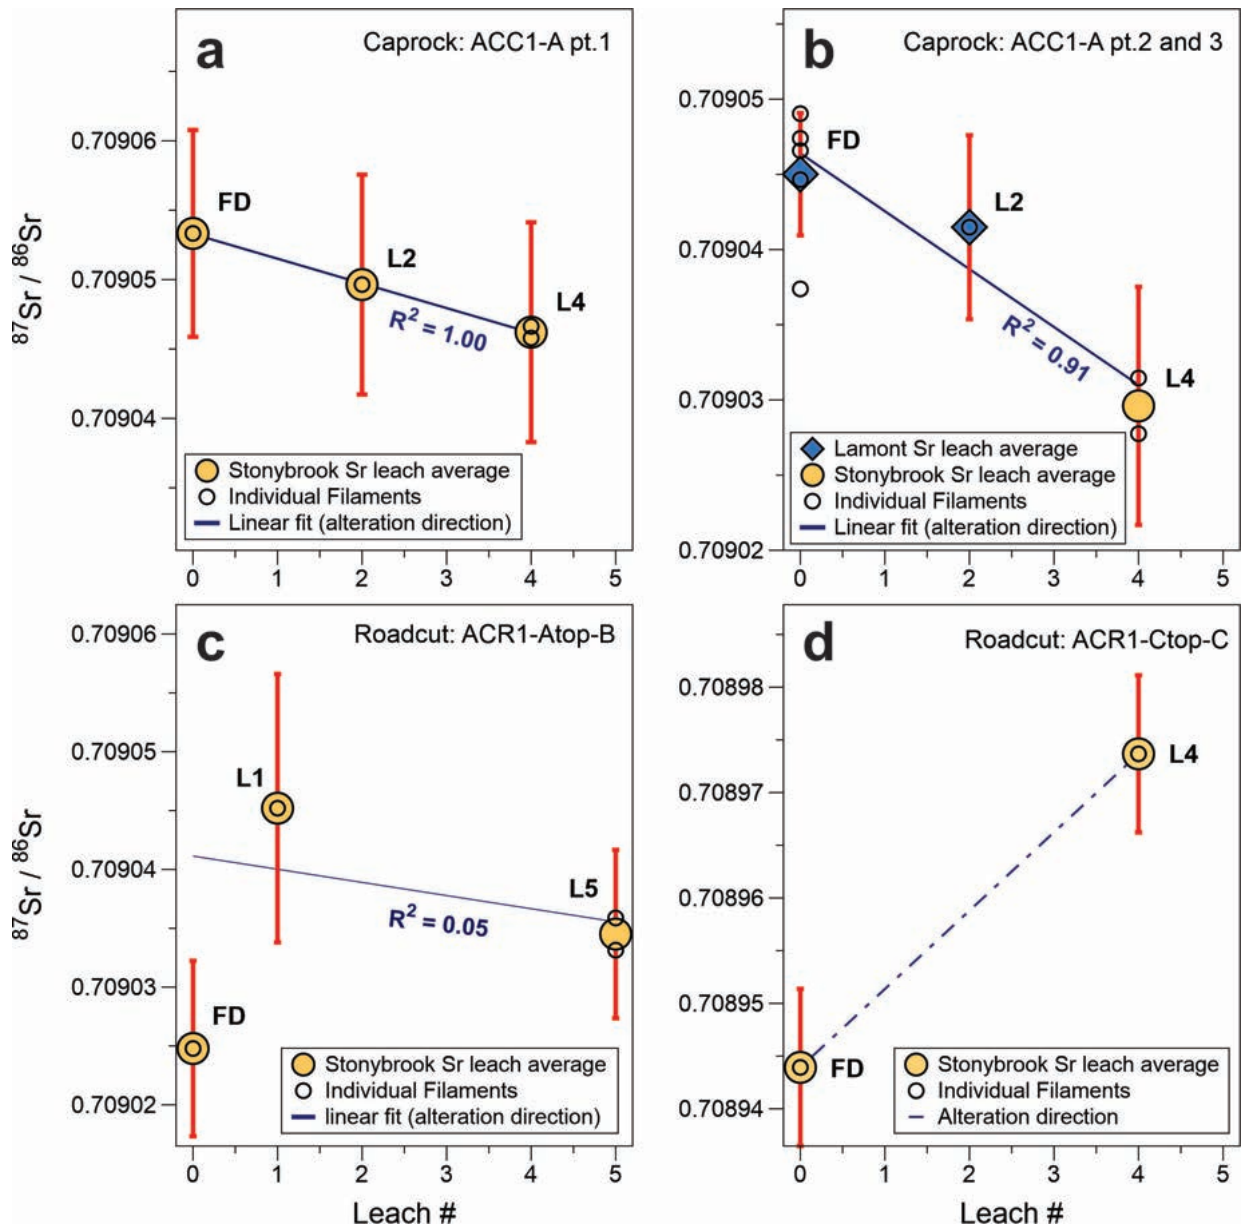 a
Caprock: ACC1-A pt.1
87Sr / 86Sr
0.70906
0.70905
0.70904
FD
L2
L4
R2 = 1.00
Stonybrook Sr leach average
Individual Filaments
Linear fit (alteration direction)
0 1 2 3 4 5
b
Caprock: ACC1-A pt.2 and 3
0.70905
0.70904
0.70903
0.70902
FD
L2
L4
R2 = 0.91
Lamont Sr leach average
Stonybrook Sr leach average
Individual Filaments
Linear fit (alteration direction)
0 1 2 3 4 5
c
Roadcut: ACR1-Atop-B
87Sr / 86Sr
0.70906
0.70905
0.70904
0.70903
0.70902
L1
L5
FD
R2 = 0.05
Stonybrook Sr leach average
Individual Filaments
linear fit (alteration direction)
0 1 2 3 4 5
Leach #
d
Roadcut: ACR1-Ctop-C
0.70898
0.70897
0.70896
0.70895
0.70894
L4
FD
Stonybrook Sr leach average
Individual Filaments
Alteration direction
0 1 2 3 4 5
Leach #